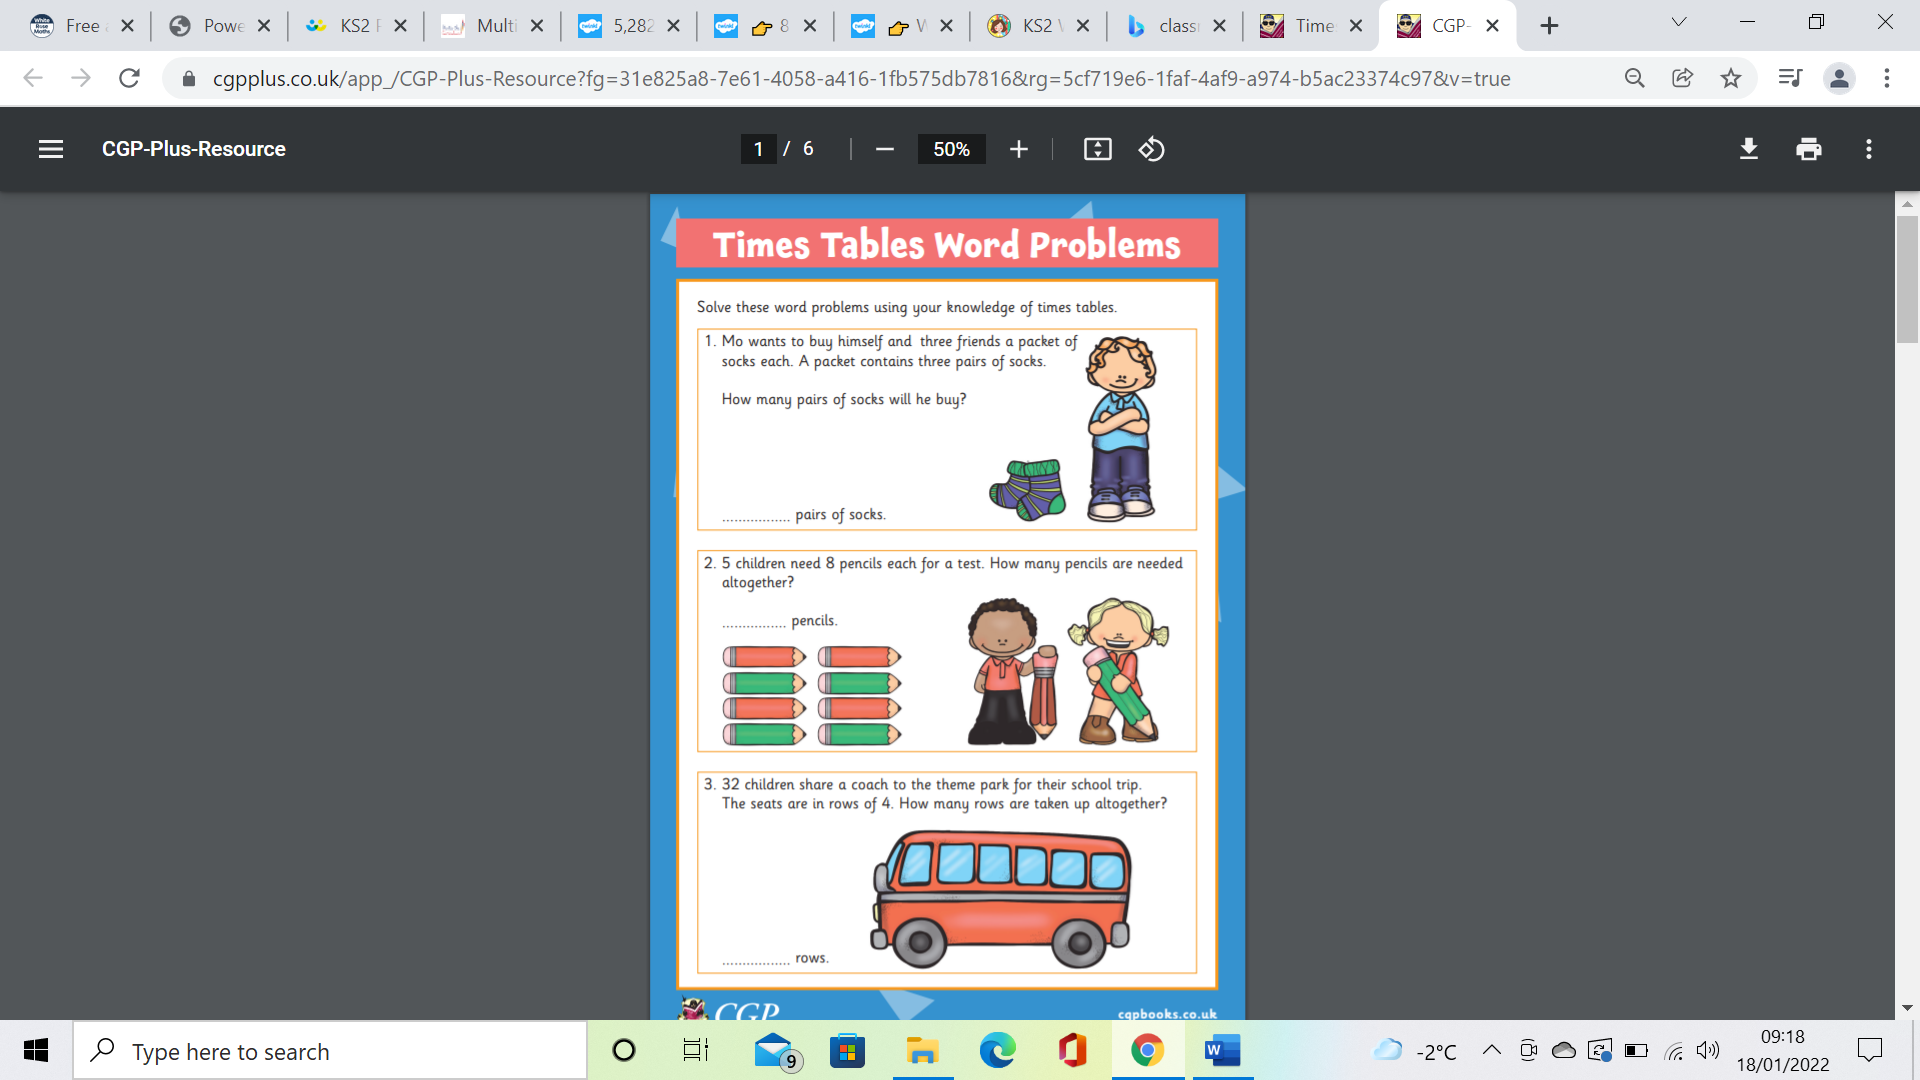 Free
Powe
KS2 F
Multi
5,282
8
W
KS2 V
class
Time
CGP-
cgpplus.co.uk/app_/CGP-Plus-Resource?fg=31e825a8-7e61-4058-a416-1fb575db7816&rg=5cf719e6-1faf-4af9-a974-b5ac23374c97&v=true
CGP-Plus-Resource
1 / 6
50%
Times Tables Word Problems
Solve these word problems using your knowledge of times tables.
1. Mo wants to buy himself and three friends a packet of
socks each. A packet contains three pairs of socks.
How many pairs of socks will he buy?
................. pairs of socks.
2. 5 children need 8 pencils each for a test. How many pencils are needed
altogether?
................ pencils.
3. 32 children share a coach to the theme park for their school trip.
The seats are in rows of 4. How many rows are taken up altogether?
................. rows.
CGP
cgpbooks.co.uk
Type here to search
9
-2°C
09:18
18/01/2022